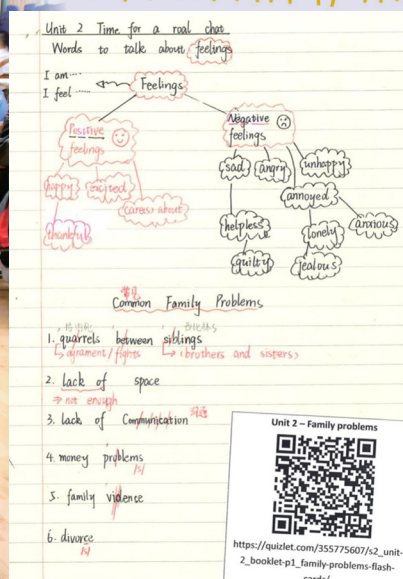 Unit 2 Time for a real chat
Words to talk about feelings
I am.....
I feel ......
Feelings
Positive feelings
Negative feelings
happy
excited
cares about
thankful
sad
angry
unhappy
annoyed
helpless
lonely
anxious
guilty
jealous
常见
Common Family Problems
1. quarrels between siblings
fights
(brothers and sisters)
2. lack of space
⇒ not enough
3. lack of Communication
4. money problems
5. family violence
6. divorce
Unit 2 – Family problems
https://quizlet.com/355775607/s2_unit-
2_booklet-p1_family-problems-flash-
cards/